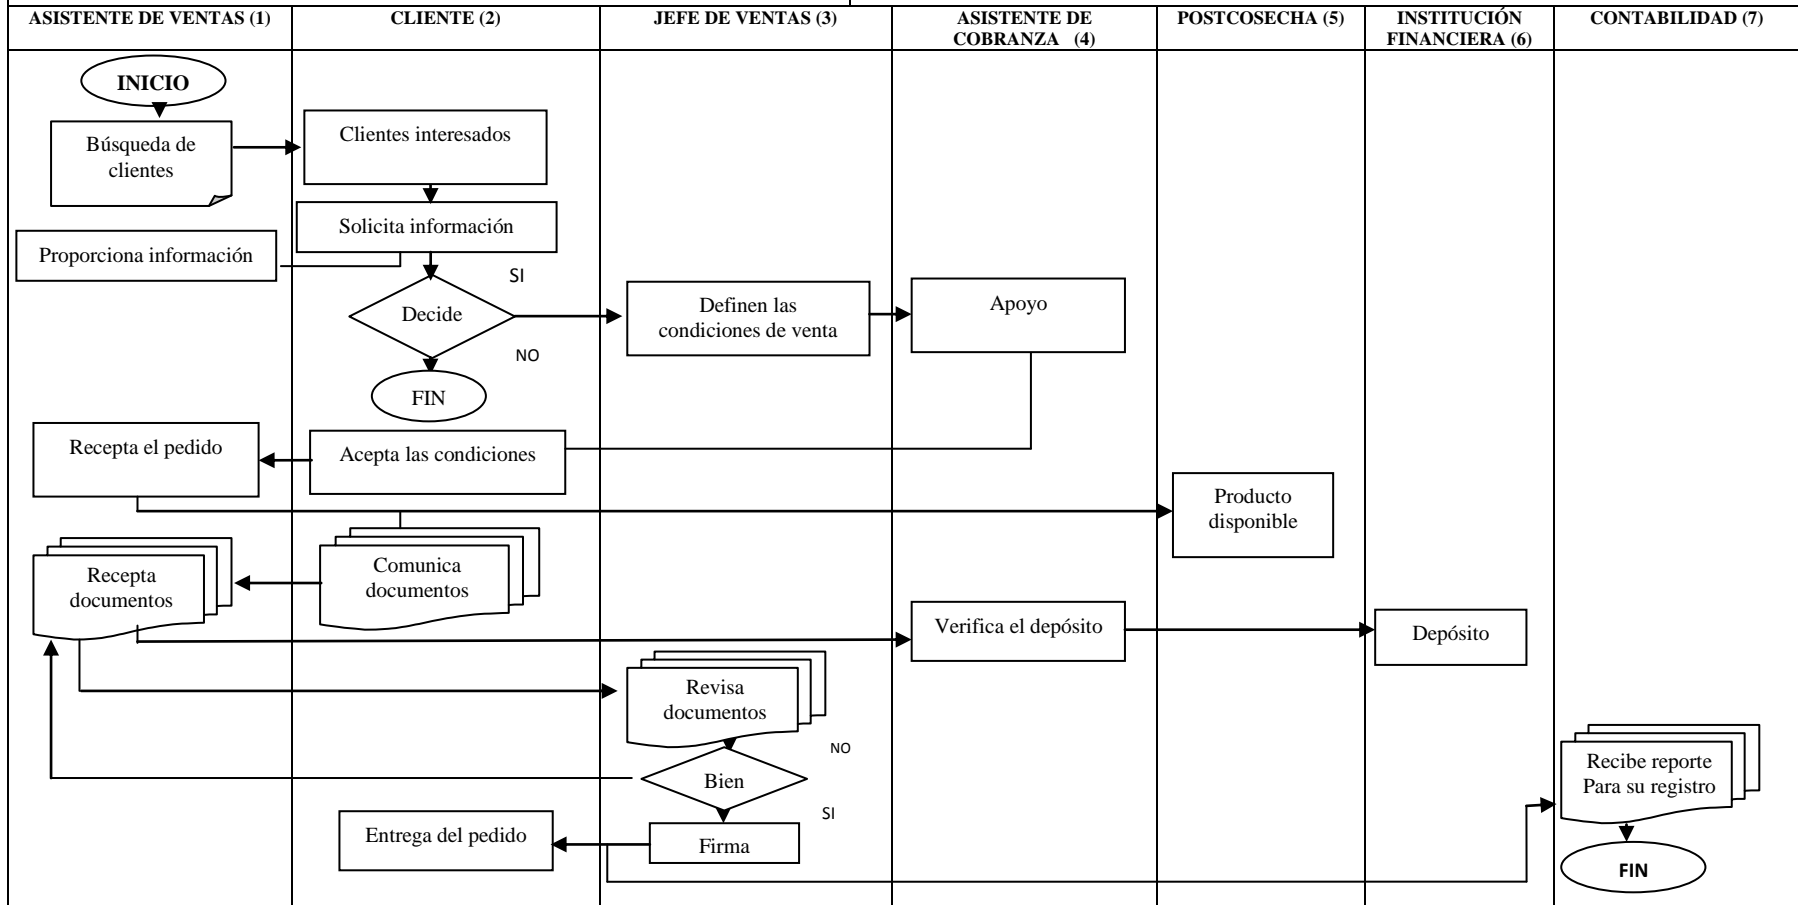 ASISTENTE DE VENTAS (1)
CLIENTE (2)
JEFE DE VENTAS (3)
ASISTENTE DE
COBRANZA (4)
POSTCOSECHA (5)
INSTITUCIÓN
FINANCIERA (6)
CONTABILIDAD (7)
INICIO
Búsqueda de
clientes
Clientes interesados
Solicita información
Proporciona información
SI
Decide
NO
FIN
Definen las
condiciones de venta
Apoyo
Recepta el pedido
Acepta las condiciones
Producto
disponible
Recepta
documentos
Comunica
documentos
Verifica el depósito
Depósito
Revisa
documentos
NO
Bien
SI
Recibe reporte
Para su registro
Entrega del pedido
Firma
FIN